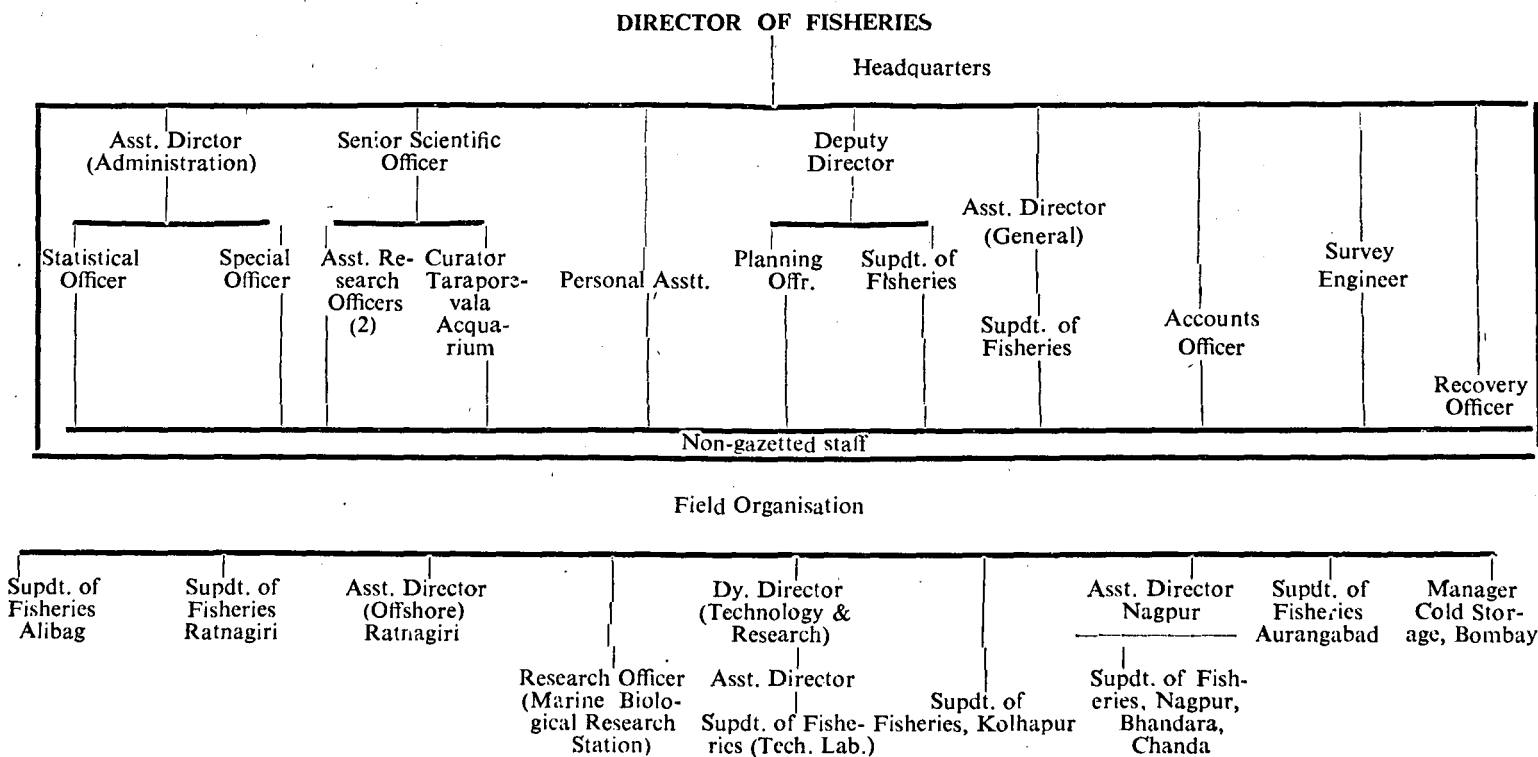 DIRECTOR OF FISHERIES
Headquarters
Asst. Dirctor
(Administration)
Senior Scientific
Officer
Deputy
Director
Asst. Director
(General)
Statistical
Officer
Special
Officer
Asst. Re-
search
Officers
(2)
Curator
Taraporе-
vala
Acqua-
rium
Personal Asstt.
Planning
Offr.
Supdt. of
Fisheries
Supdt. of
Fisheries
Accounts
Officer
Survey
Engineer
Recovery
Officer
Non-gazetted staff
Field Organisation
Supdt. of
Fisheries
Alibag
Supdt. of
Fisheries
Ratnagiri
Asst. Director
(Offshore)
Ratnagiri
Research Officer
(Marine Biolo-
gical Research
Station)
Dy. Director
(Technology &
Research)
Asst. Director
Supdt. of Fishe-
rics (Tech. Lab.)
Supdt. of
Fisheries, Kolhapur
Asst. Director
Nagpur
Supdt. of Fish-
eries, Nagpur,
Bhandara,
Chanda
Supdt. of
Fisheries
Aurangabad
Manager
Cold Stor-
age, Bombay